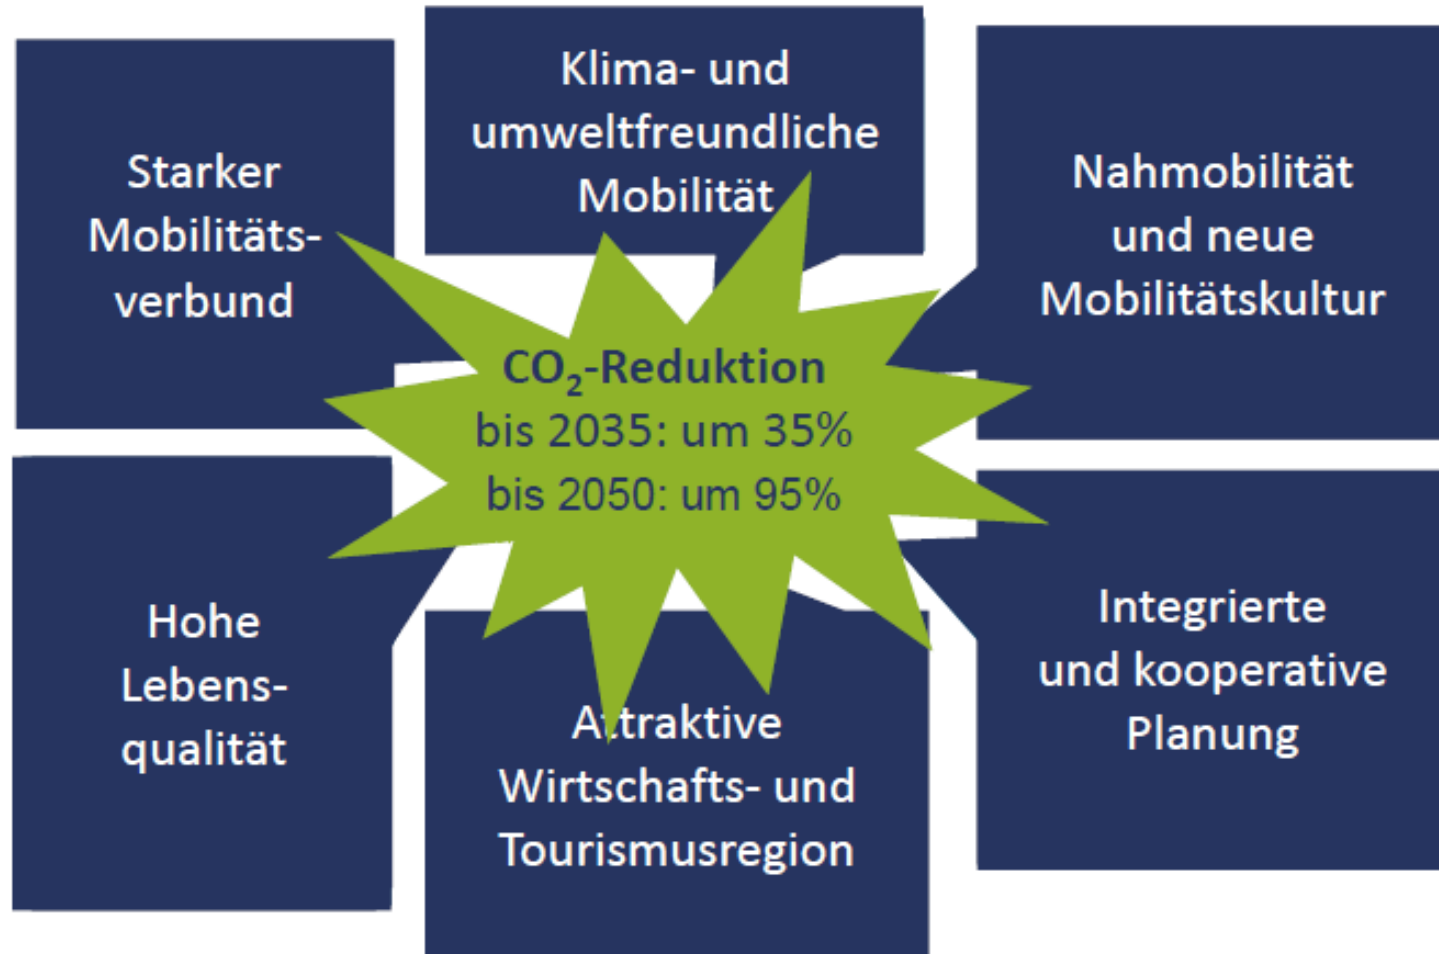 Starker
Mobilitäts-
verbund
Klima- und
umweltfreundliche
Mobilität
Nahmobilität
und neue
Mobilitätskultur
CO₂-Reduktion
bis 2035: um 35%
bis 2050: um 95%
Hohe
Lebens-
qualität
Attraktive
Wirtschafts- und
Tourismusregion
Integrierte
und kooperative
Planung